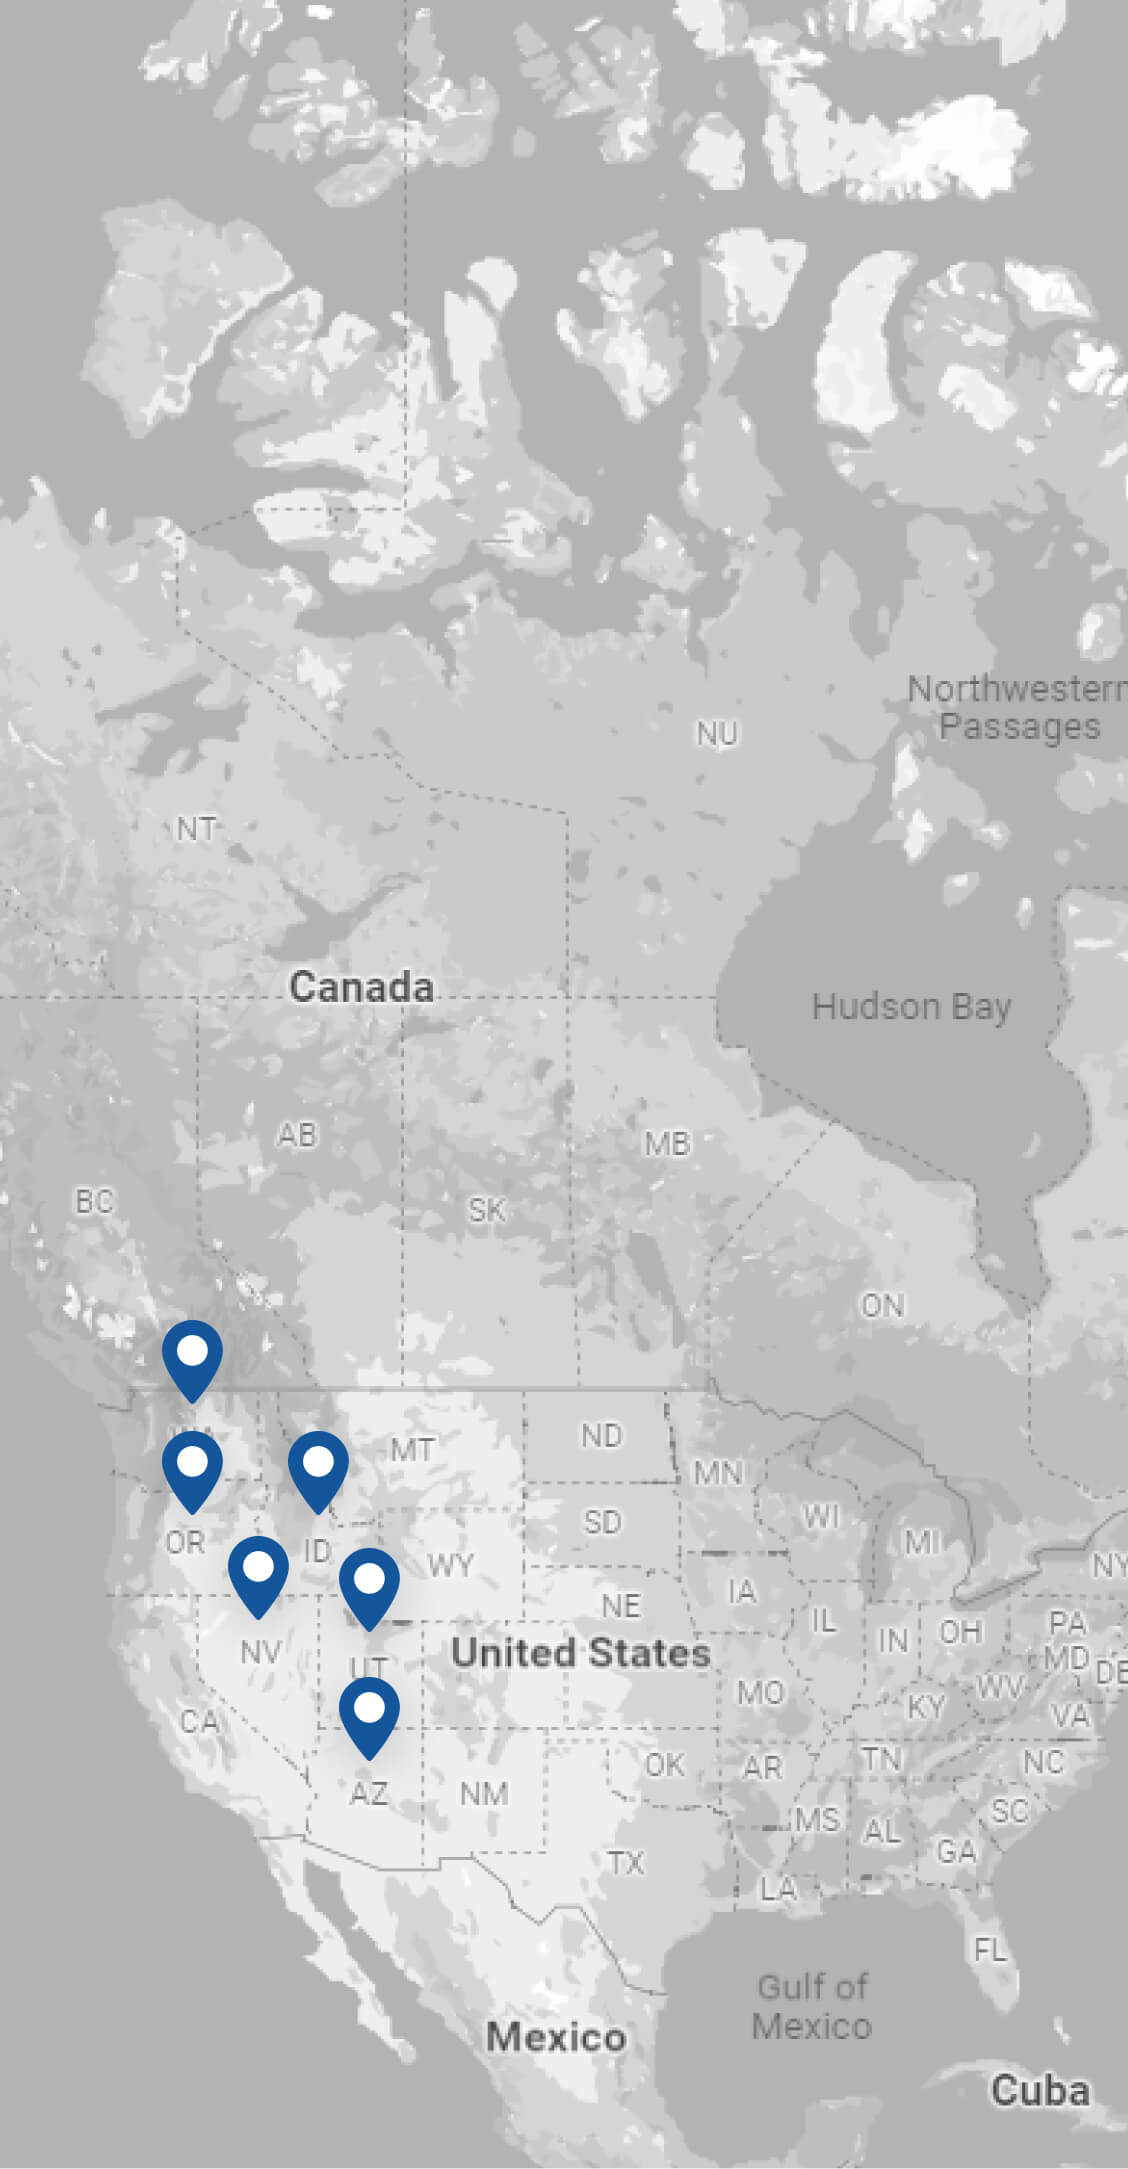 Northwestern
Passages
NU
NT
Canada
Hudson Bay
AB
MB
BC
SK
ON
WA
MT
ND
MN
OR
ID
WY
SD
WI
MI
NY
NE
IA
IL
IN
OH
PA
MD
DE
NV
UT
United States
MO
KY
WV
VA
CA
AZ
NM
OK
AR
TN
NC
MS
AL
SC
GA
TX
LA
FL
Gulf of
Mexico
Mexico
Cuba